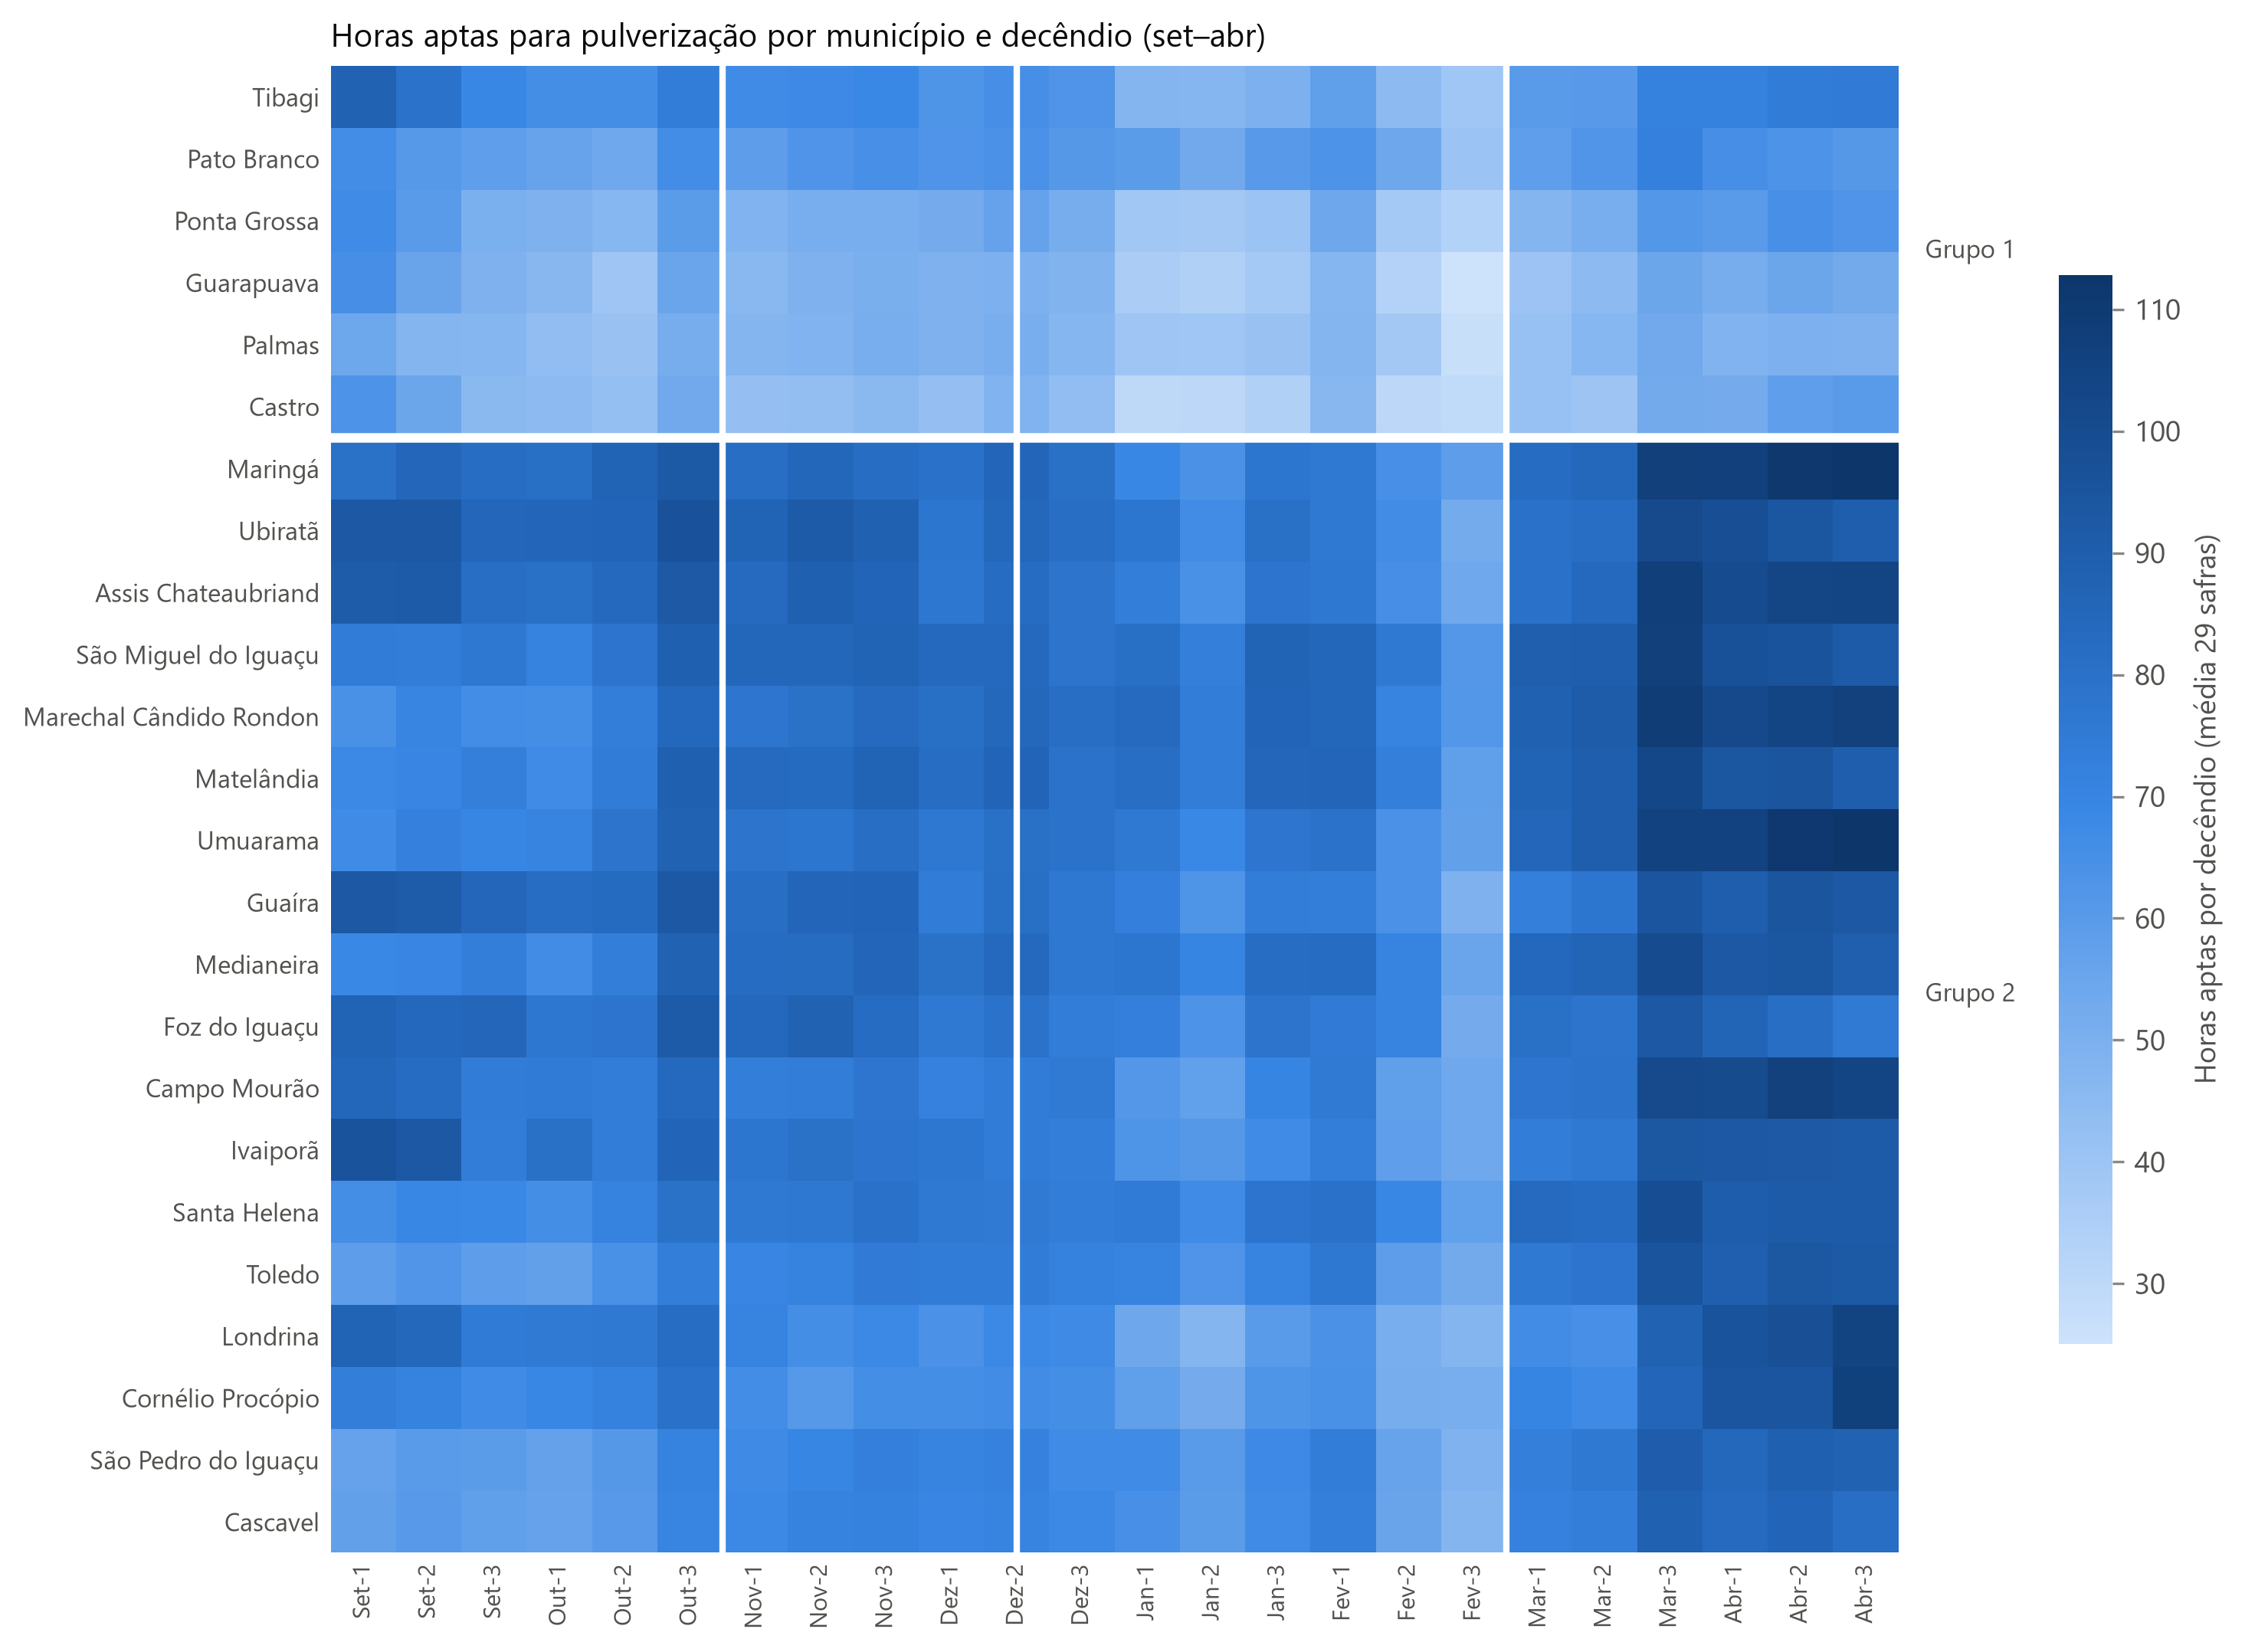 Horas aptas para pulverização por município e decêndio (set–abr)
Tibagi
Pato Branco
Ponta Grossa
Guarapuava
Palmas
Castro
Maringá
Ubiratã
Assis Chateaubriand
São Miguel do Iguaçu
Marechal Cândido Rondon
Matelândia
Umuarama
Guaíra
Medianeira
Foz do Iguaçu
Campo Mourão
Ivaiporã
Santa Helena
Toledo
Londrina
Cornélio Procópio
São Pedro do Iguaçu
Cascavel
Set-1
Set-2
Set-3
Out-1
Out-2
Out-3
Nov-1
Nov-2
Nov-3
Dez-1
Dez-2
Dez-3
Jan-1
Jan-2
Jan-3
Fev-1
Fev-2
Fev-3
Mar-1
Mar-2
Mar-3
Abr-1
Abr-2
Abr-3
Grupo 1
Grupo 2
110
100
90
80
70
60
50
40
30
Horas aptas por decêndio (média 29 safras)